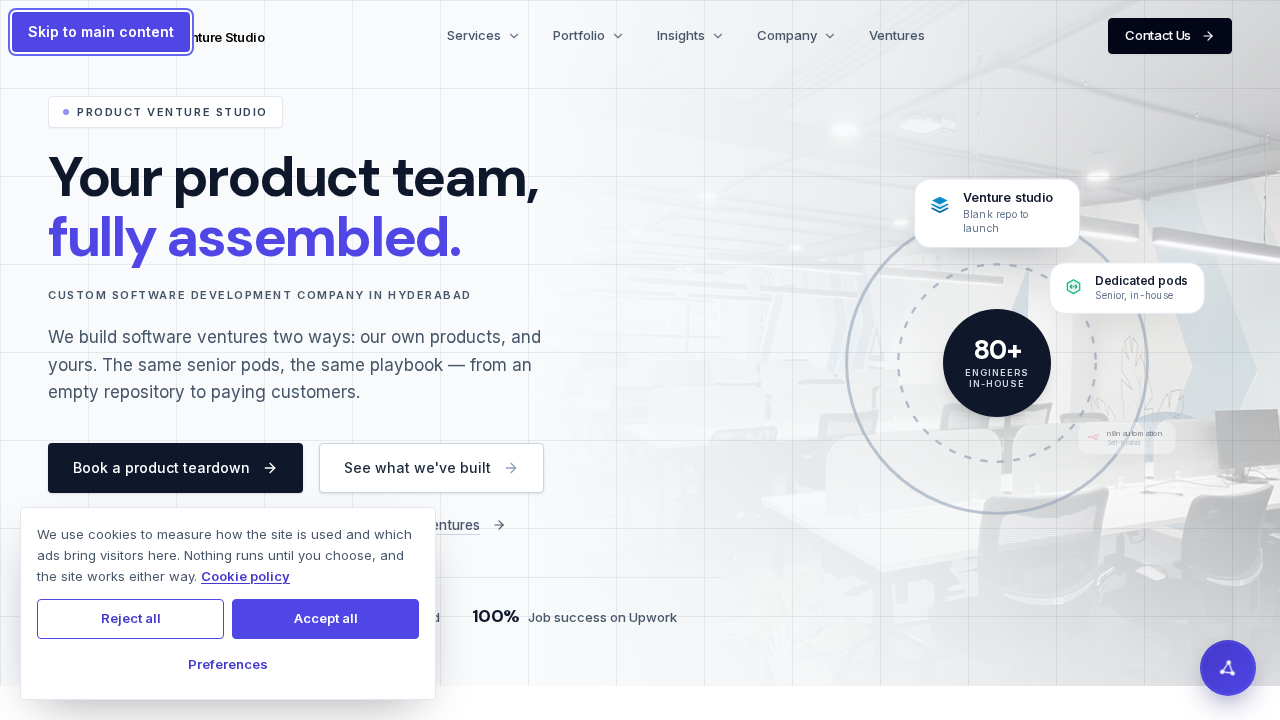 Skip to main content
nture Studio
Services
Portfolio
Insights
Company
Ventures
Contact Us
PRODUCT VENTURE STUDIO
Your product team,
fully assembled.
CUSTOM SOFTWARE DEVELOPMENT COMPANY IN HYDERABAD
We build software ventures two ways: our own products, and
yours. The same senior pods, the same playbook — from an
empty repository to paying customers.
Book a product teardown
See what we've built
entures
Venture studio
Blank repo to
launch
Dedicated pods
Senior, in-house
80+
ENGINEERS
IN-HOUSE
n8n automation
Self-hosted
We use cookies to measure how the site is used and which
ads bring visitors here. Nothing runs until you choose, and
the site works either way. Cookie policy
Reject all
Accept all
Preferences
d
100% Job success on Upwork